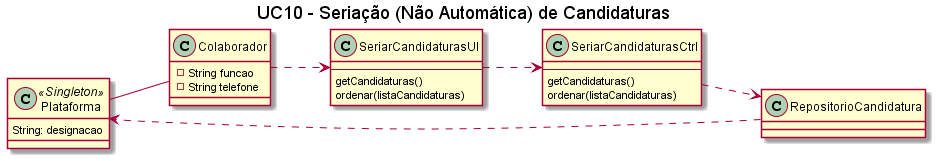 UC10 - Seriação (Não Automática) de Candidaturas
C «Singleton»
Plataforma
String: designacao
C Colaborador
String funcao
String telefone
C SeriarCandidaturasUI
getCandidaturas()
ordenar(listaCandidaturas)
C SeriarCandidaturasCtrl
getCandidaturas()
ordenar(listaCandidaturas)
C RepositorioCandidatura